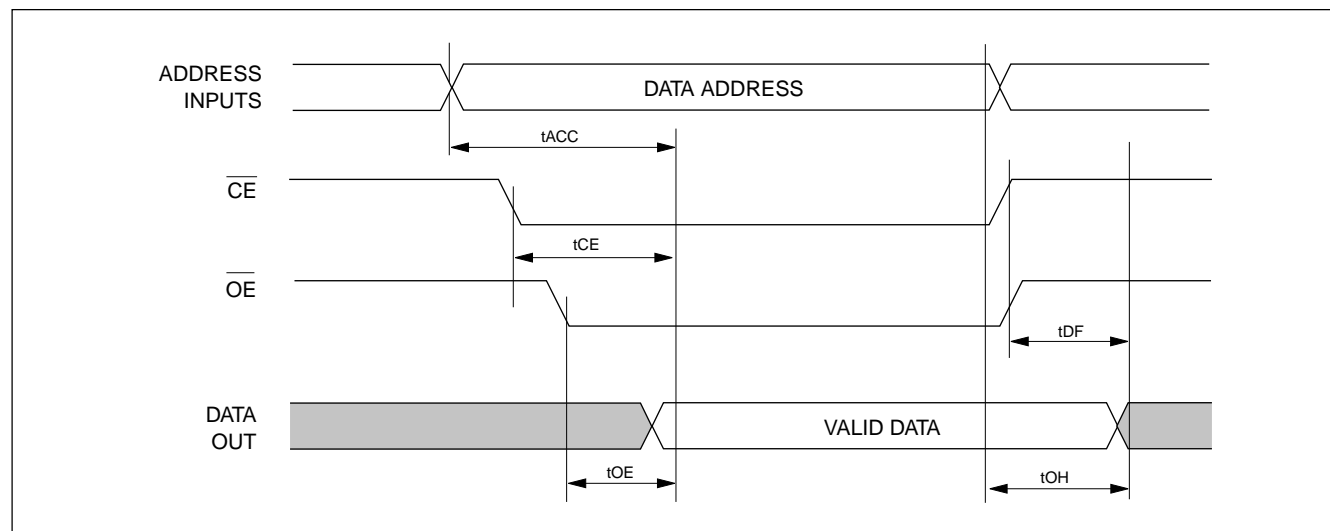 ADDRESS
INPUTS
DATA ADDRESS
tACC
CE
tCE
OE
tDF
DATA
OUT
VALID DATA
tOE
tOH